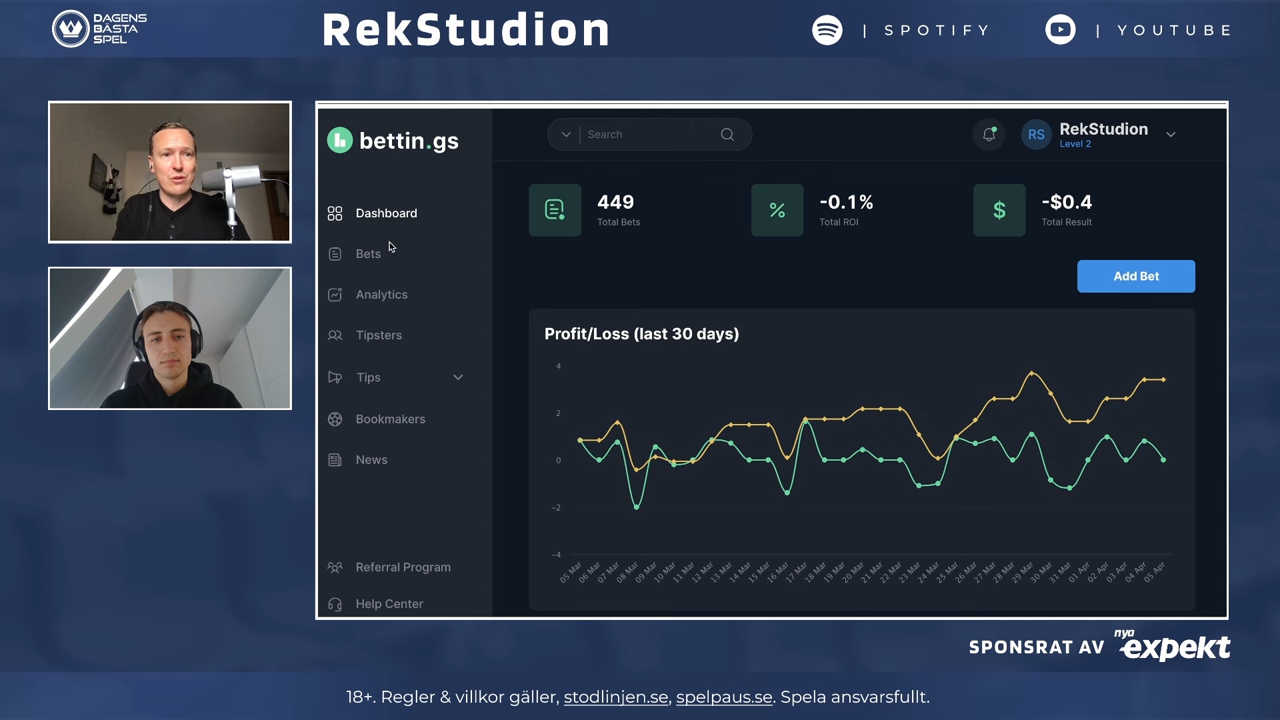 DAGENS
BÄSTA
SPEL
RekStudion
| SPOTIFY
| YOUTUBE
bettin.gs
Search
RS
RekStudion
Level 2
Dashboard
Bets
Analytics
Tipsters
Tips
Bookmakers
News
Referral Program
Help Center
449
Total Bets
%
-0.1%
Total ROI
$
-$0.4
Total Result
Add Bet
Profit/Loss (last 30 days)
4
2
0
-2
-4
05 Mar
06 Mar
07 Mar
08 Mar
09 Mar
10 Mar
11 Mar
12 Mar
13 Mar
14 Mar
15 Mar
16 Mar
17 Mar
18 Mar
19 Mar
20 Mar
21 Mar
22 Mar
23 Mar
24 Mar
25 Mar
26 Mar
27 Mar
28 Mar
29 Mar
30 Mar
31 Mar
01 Apr
02 Apr
03 Apr
04 Apr
05 Apr
SPONSRAT AV nya expekt
18+. Regler & villkor gäller, stodlinjen.se, spelpaus.se. Spela ansvarsfullt.